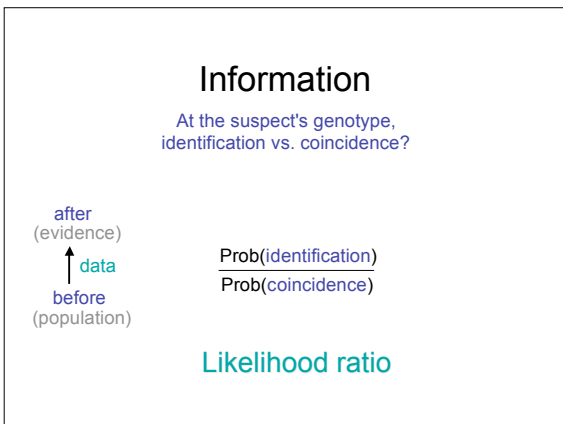 Information
At the suspect's genotype,
identification vs. coincidence?
after
(evidence)
data
before
(population)
Prob(identification)
Prob(coincidence)
Likelihood ratio